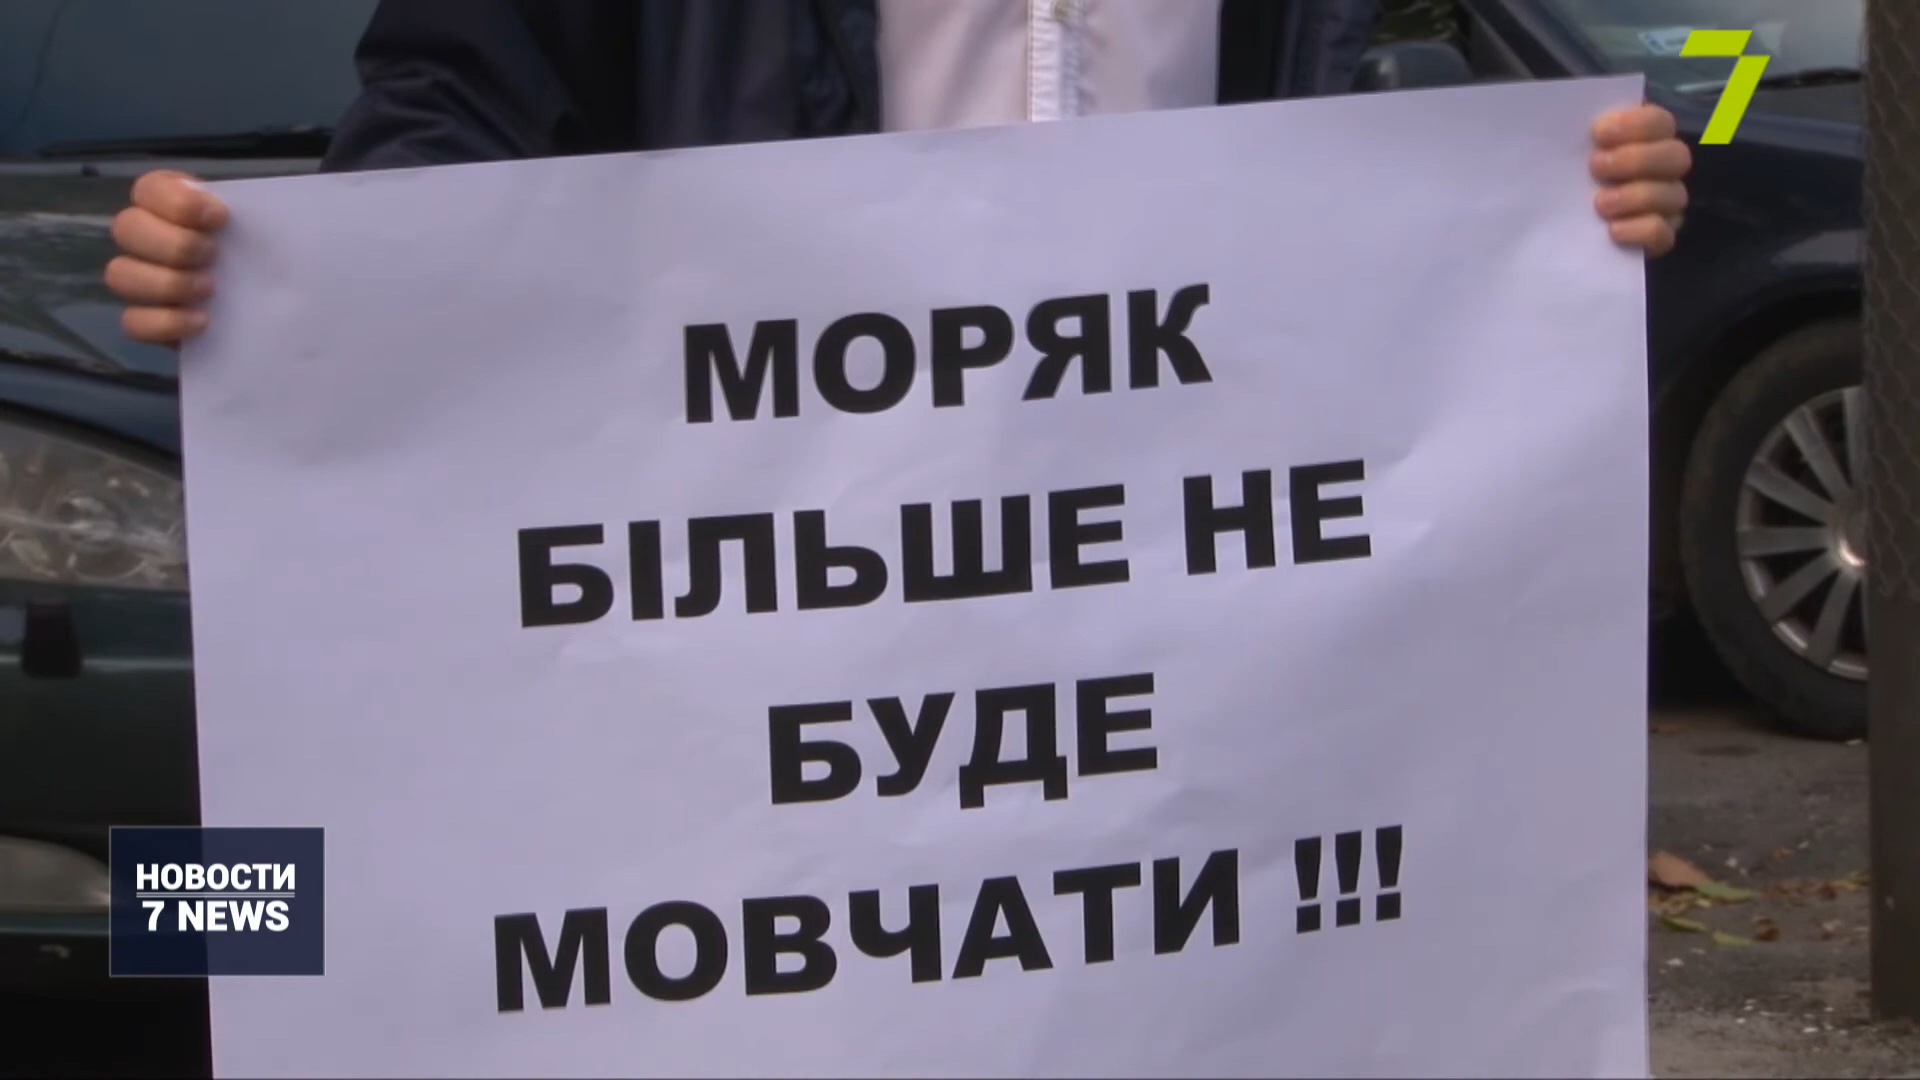 7
МОРЯК
БІЛЬШЕ НЕ
БУДЕ
МОВЧАТИ !!!
НОВОСТИ
7 NEWS